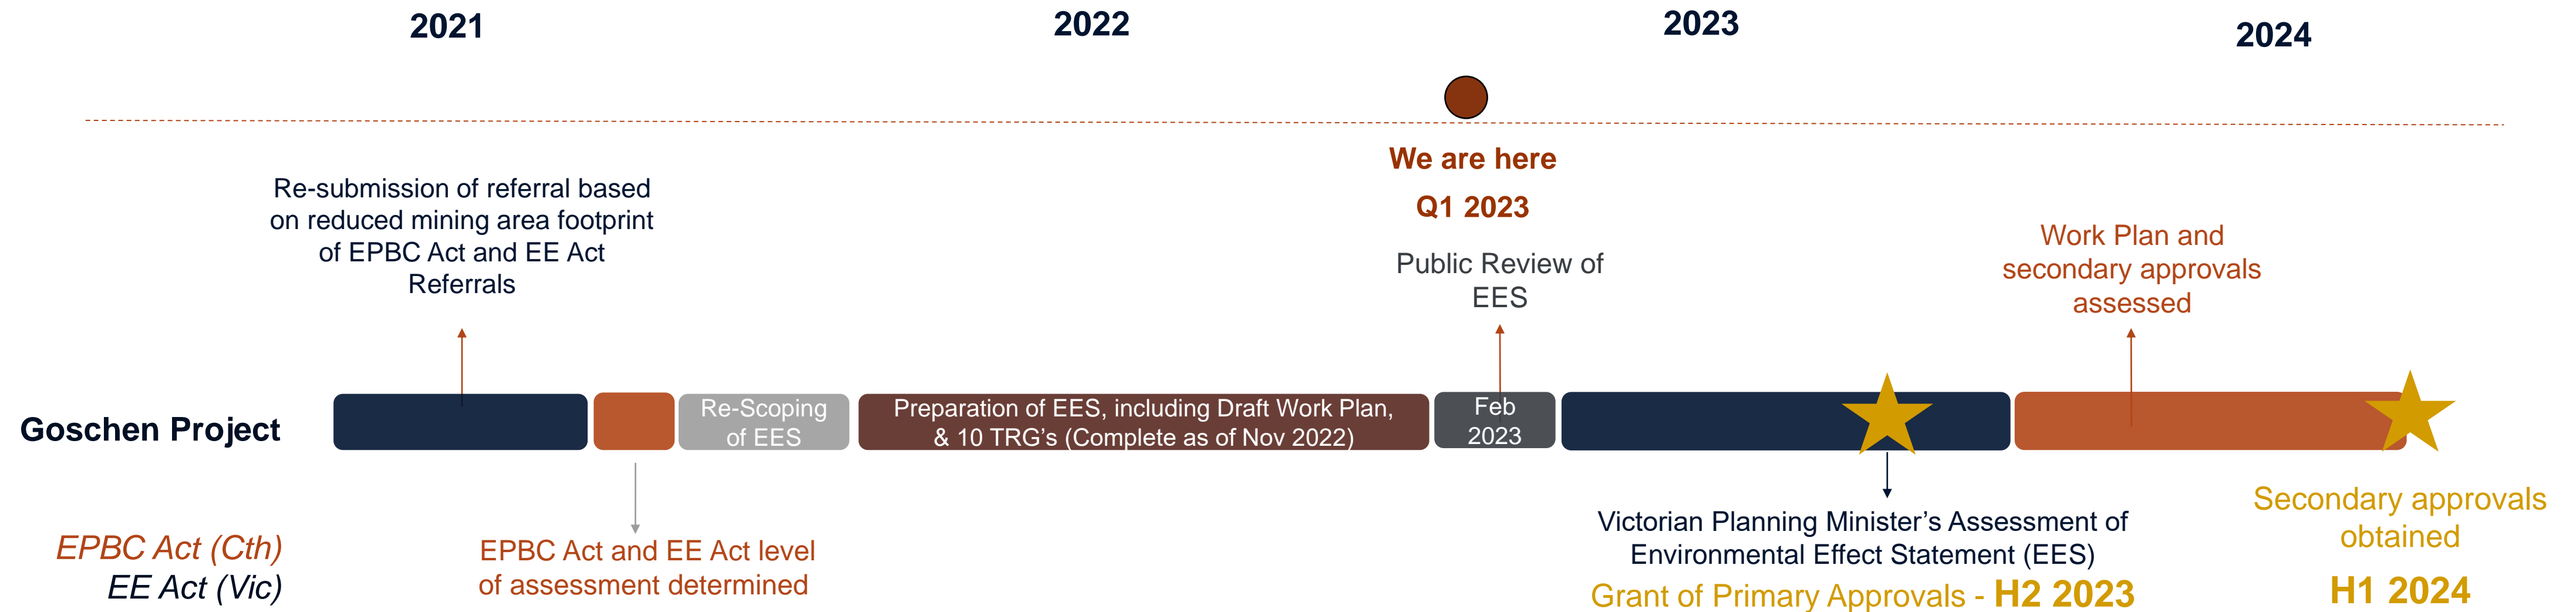 2021
2022
2023
2024
We are here
Q1 2023
Re-submission of referral based
on reduced mining area footprint
of EPBC Act and EE Act
Referrals
Public Review of
EES
Work Plan and
secondary approvals
assessed
Goschen Project
Re-Scoping
of EES
Preparation of EES, including Draft Work Plan,
& 10 TRG’s (Complete as of Nov 2022)
Feb
2023
EPBC Act (Cth)
EE Act (Vic)
EPBC Act and EE Act level
of assessment determined
Victorian Planning Minister’s Assessment of
Environmental Effect Statement (EES)
Grant of Primary Approvals - H2 2023
Secondary approvals
obtained
H1 2024